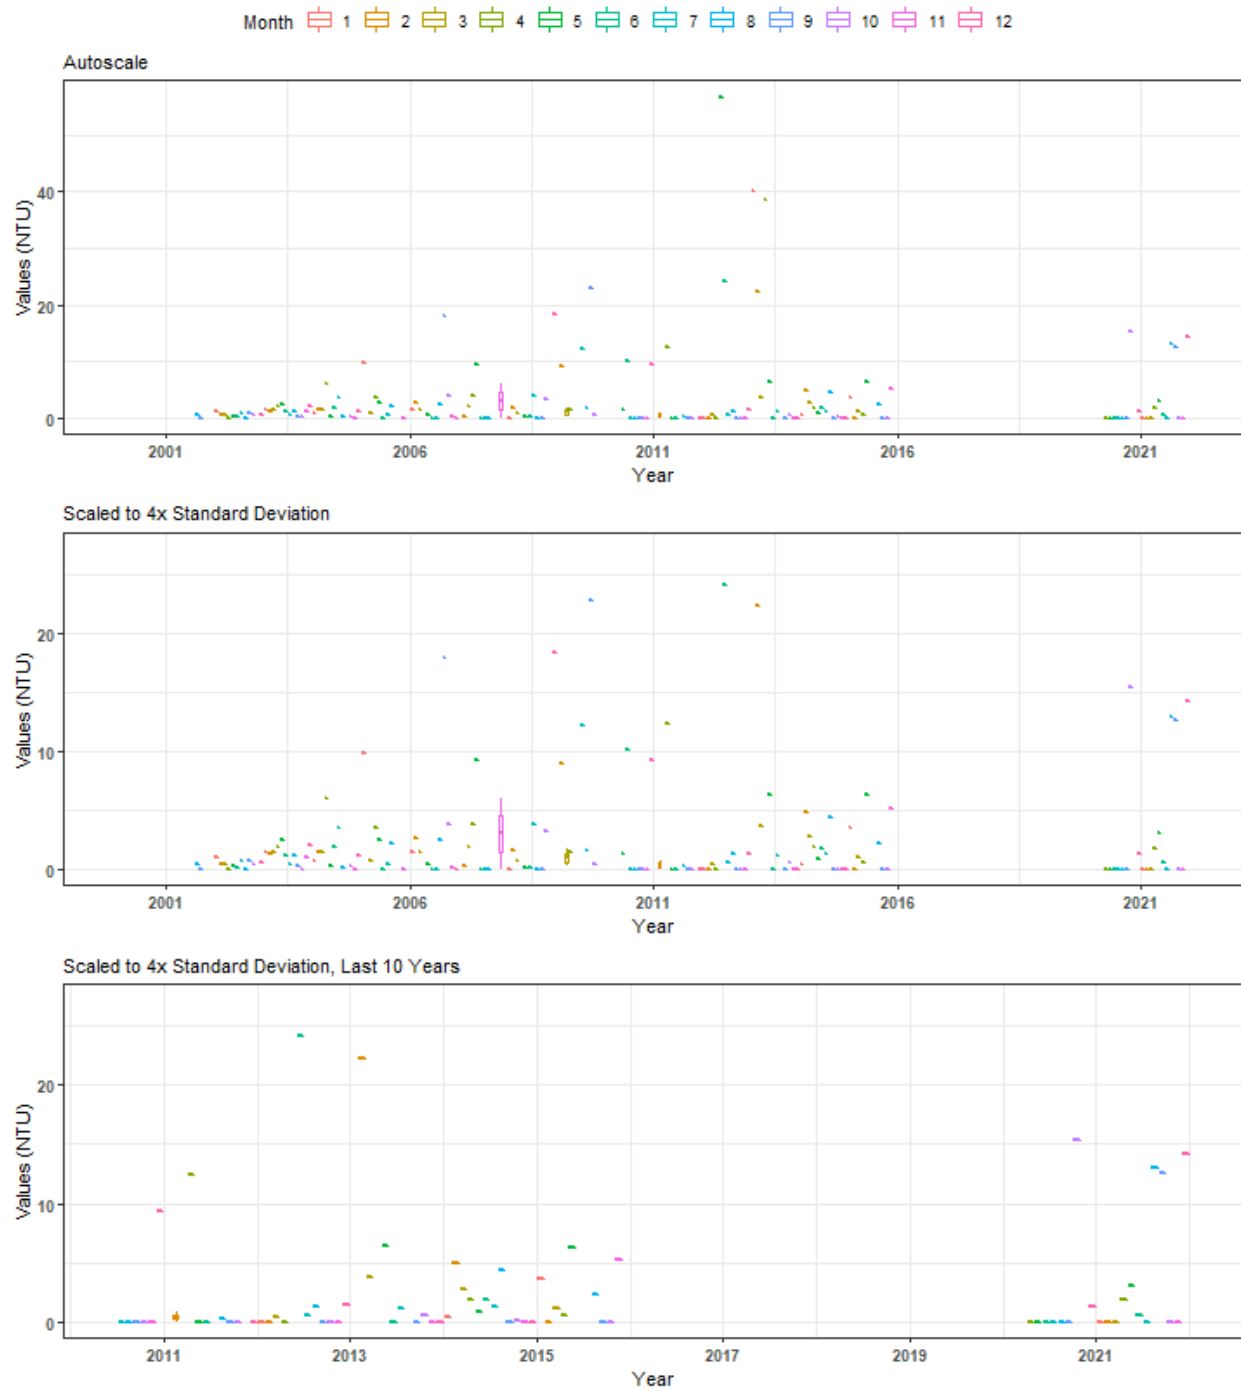 Month 1 2 3 4 5 6 7 8 9 10 11 12
Autoscale
Values (NTU)
40
20
0
2001 2006 2011 2016 2021
Year
Scaled to 4x Standard Deviation
Values (NTU)
20
10
0
2001 2006 2011 2016 2021
Year
Scaled to 4x Standard Deviation, Last 10 Years
Values (NTU)
20
10
0
2011 2013 2015 2017 2019 2021
Year